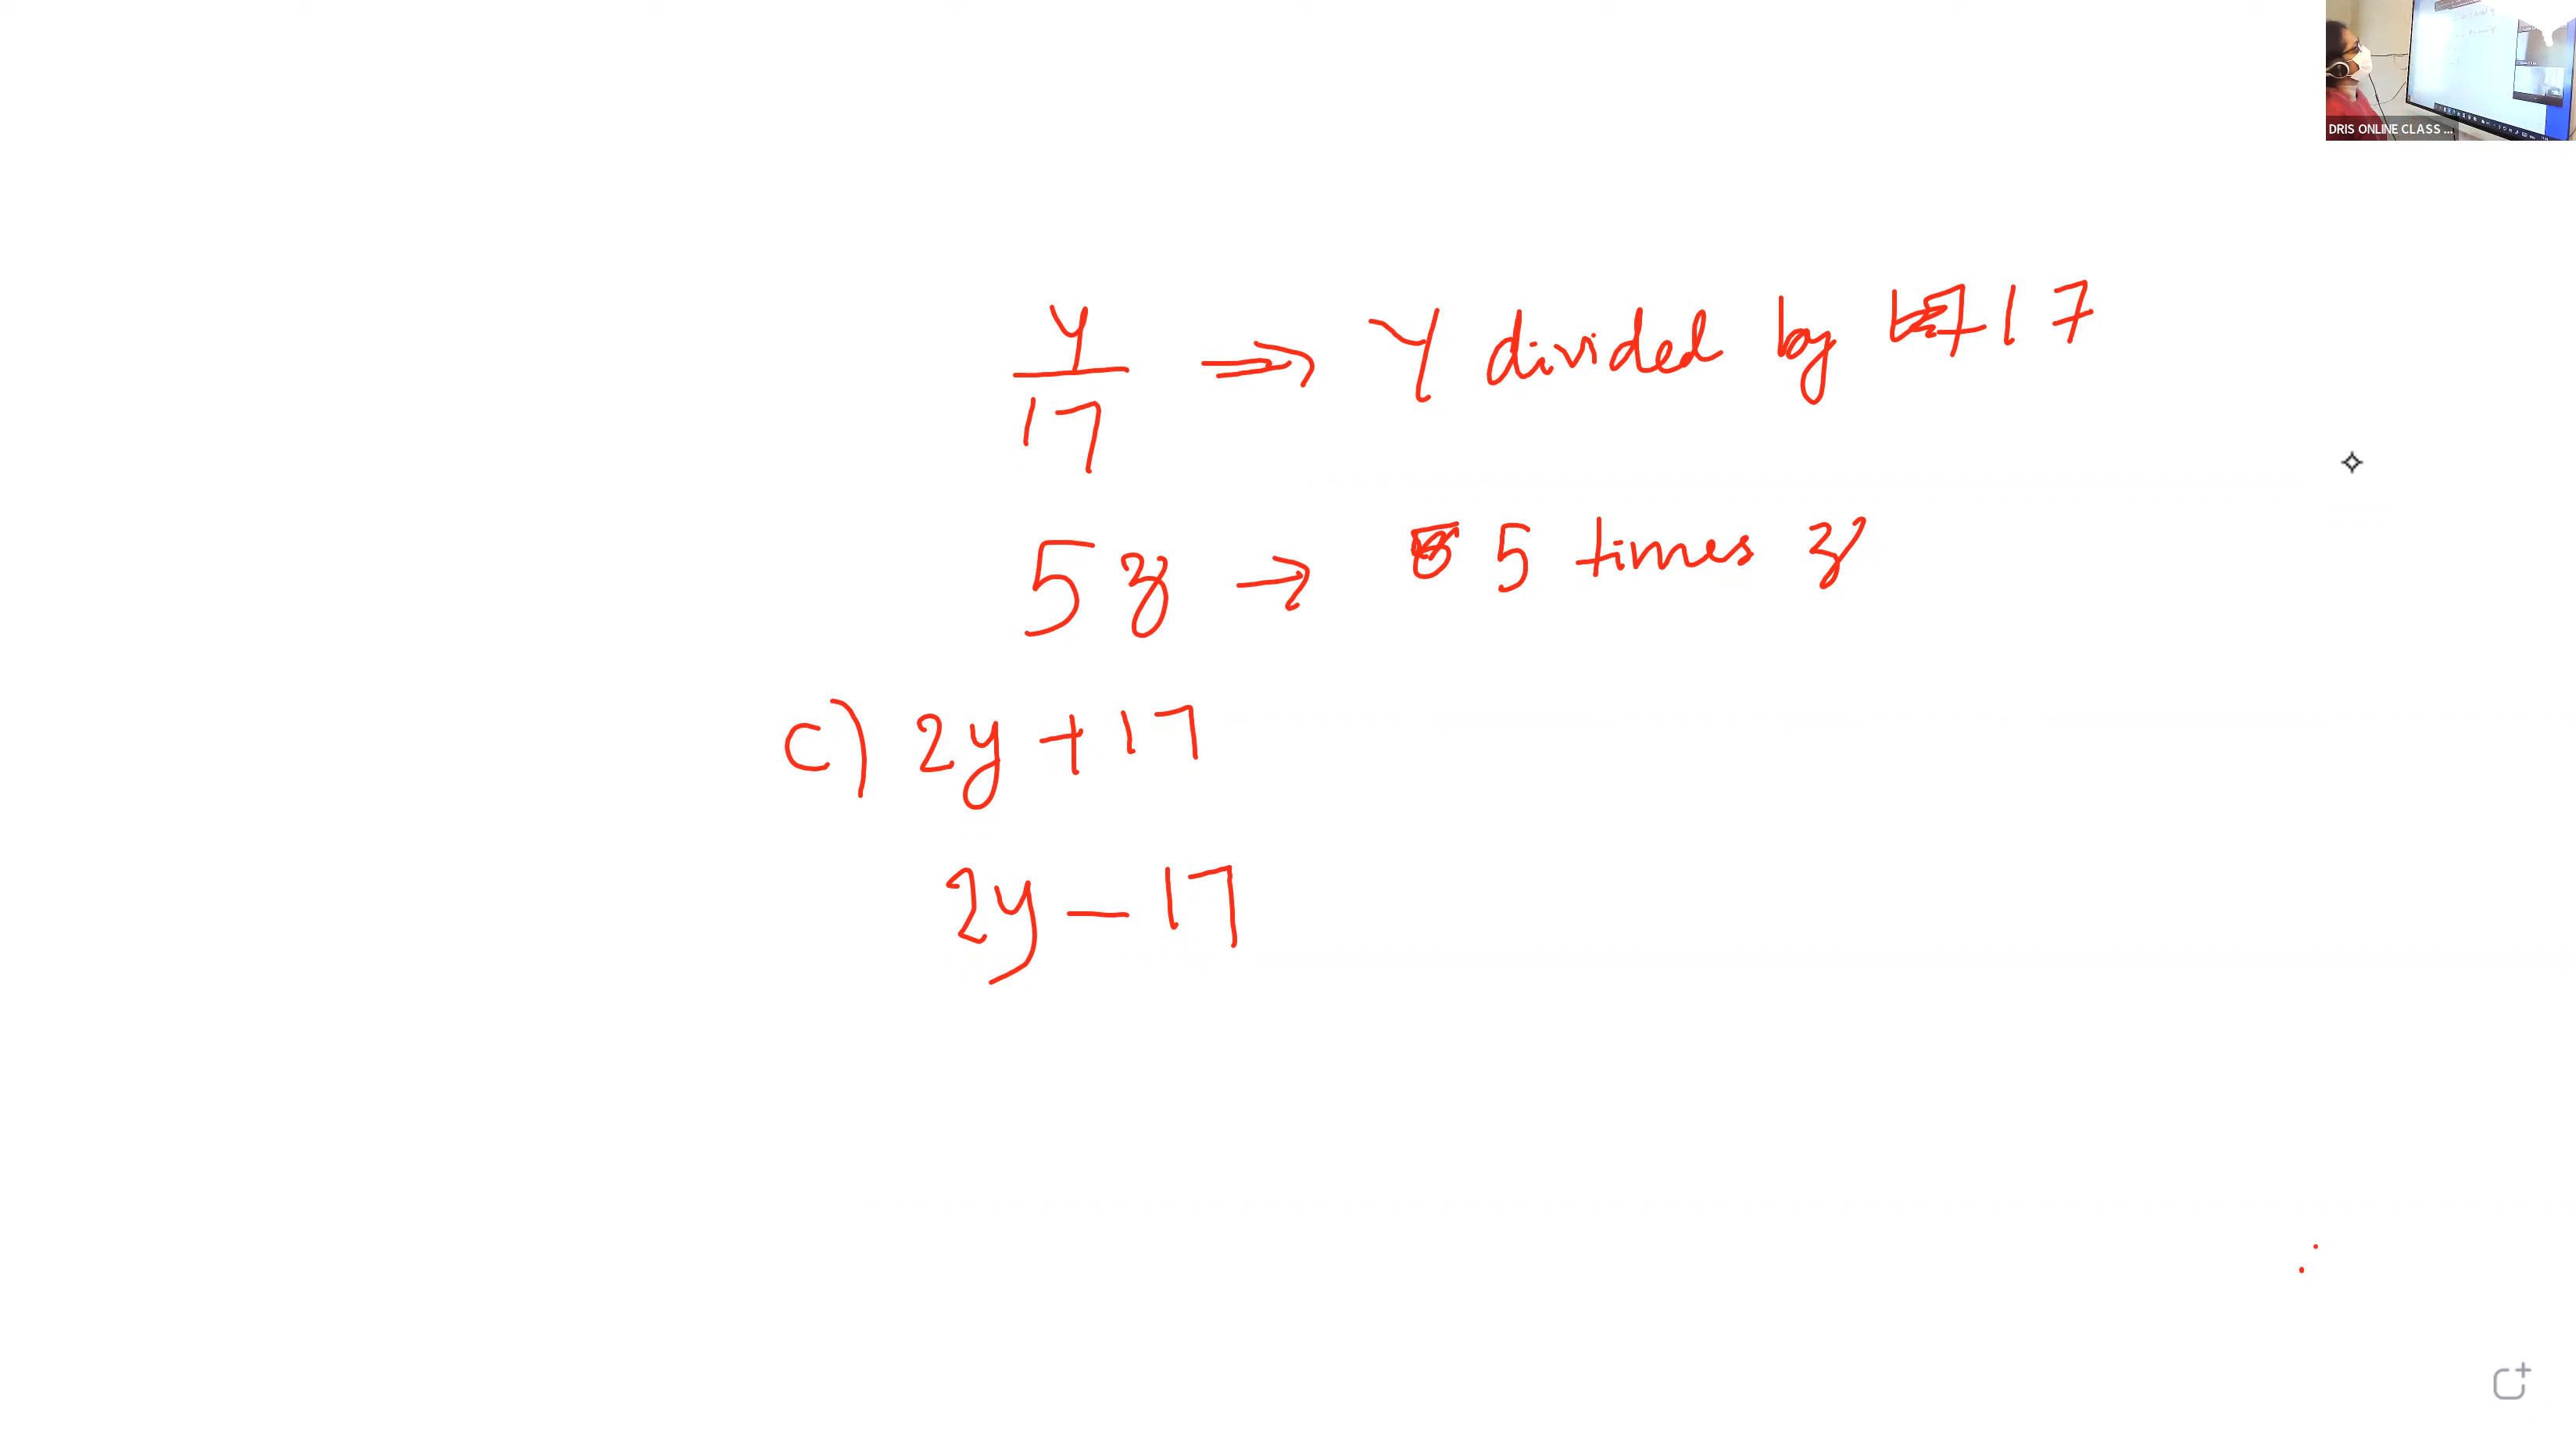 DRIS ONLINE CLASS ...
y/17 ⇒ Y divided by 17
5z → 5 times z
c) 2y + 17
2y - 17